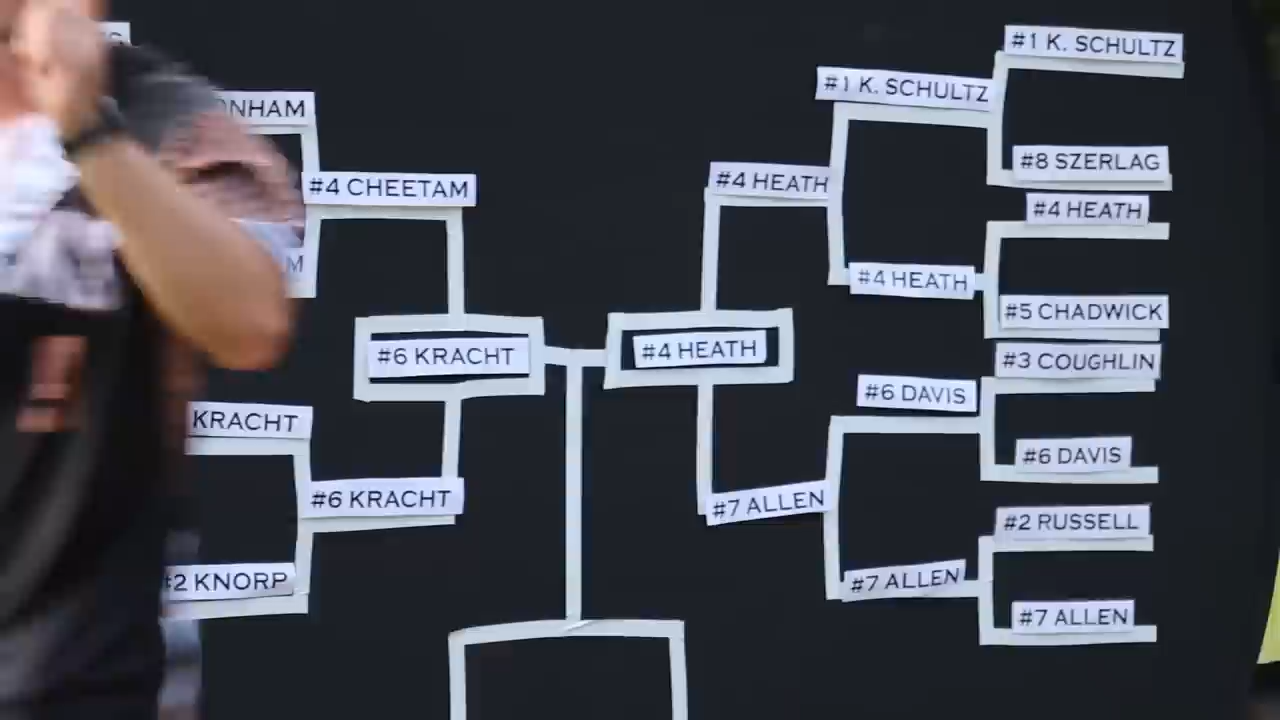 #4 CHEETAM
#6 KRACHT
KRACHT
#6 KRACHT
#2 KNORP
#4 HEATH
#1 K. SCHULTZ
#1 K. SCHULTZ
#8 SZERLAG
#4 HEATH
#4 HEATH
#4 HEATH
#5 CHADWICK
#3 COUGHLIN
#6 DAVIS
#6 DAVIS
#7 ALLEN
#2 RUSSELL
#7 ALLEN
#7 ALLEN